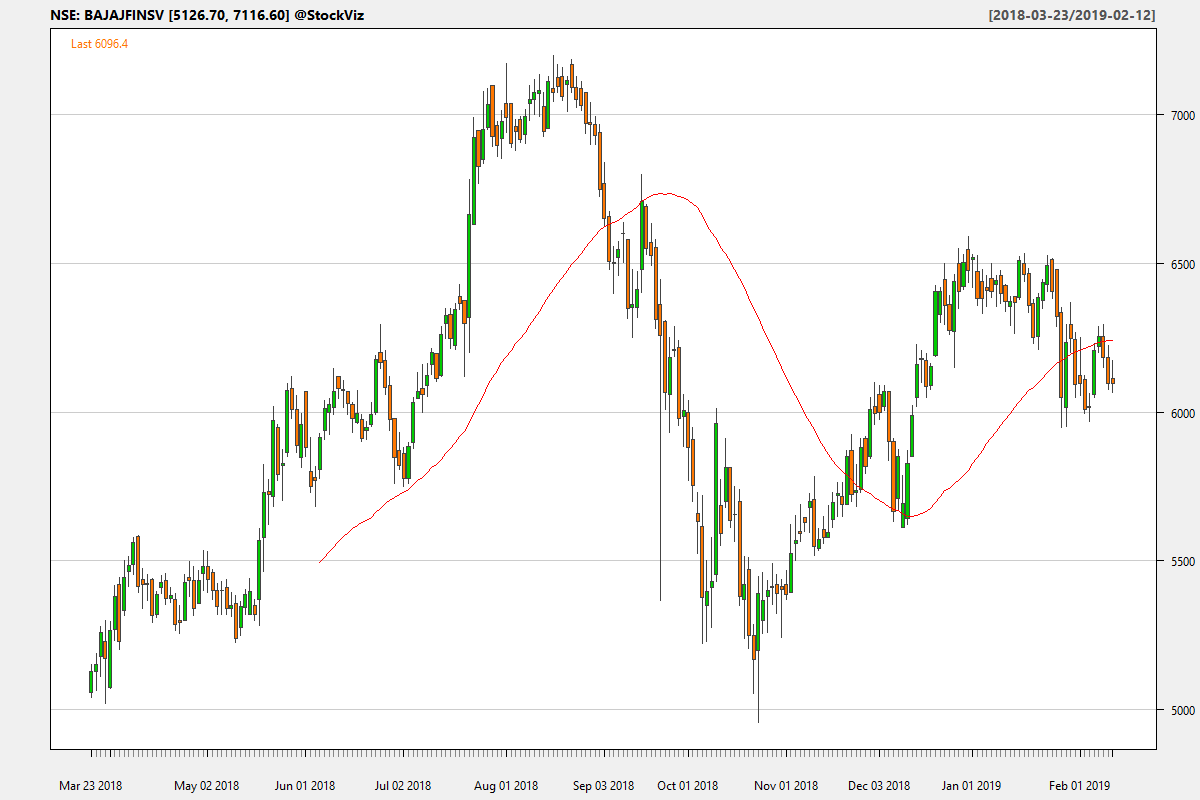 NSE: BAJAJFINSV [5126.70, 7116.60] @StockViz [2018-03-23/2019-02-12]
Last 6096.4
7000
6500
6000
5500
5000
Mar 23 2018 May 02 2018 Jun 01 2018 Jul 02 2018 Aug 01 2018 Sep 03 2018 Oct 01 2018 Nov 01 2018 Dec 03 2018 Jan 01 2019 Feb 01 2019